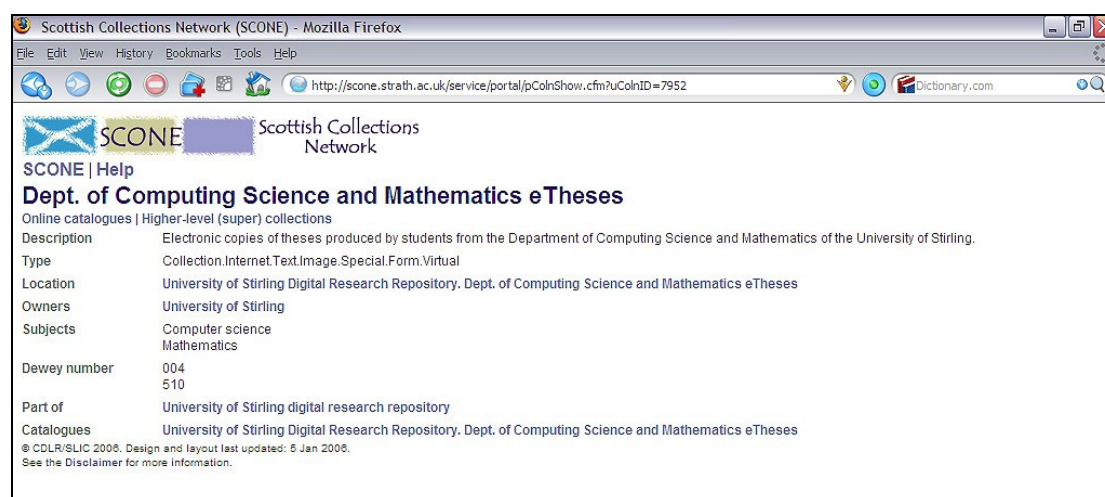 Scottish Collections Network (SCONE) - Mozilla Firefox
File Edit View History Bookmarks Tools Help
http://scone.strath.ac.uk/service/portal/pColnShow.cfm?uColnID=7952 Dictionary.com
SCONE Scottish Collections
Network
SCONE | Help
Dept. of Computing Science and Mathematics eTheses
Online catalogues | Higher-level (super) collections
Description Electronic copies of theses produced by students from the Department of Computing Science and Mathematics of the University of Stirling.
Type Collection.Internet.Text.Image.Special.Form.Virtual
Location University of Stirling Digital Research Repository. Dept. of Computing Science and Mathematics eTheses
Owners University of Stirling
Subjects Computer science
Mathematics
Dewey number 004
510
Part of University of Stirling digital research repository
Catalogues University of Stirling Digital Research Repository. Dept. of Computing Science and Mathematics eTheses
© CDLR/SLIC 2006. Design and layout last updated: 5 Jan 2006.
See the Disclaimer for more information.